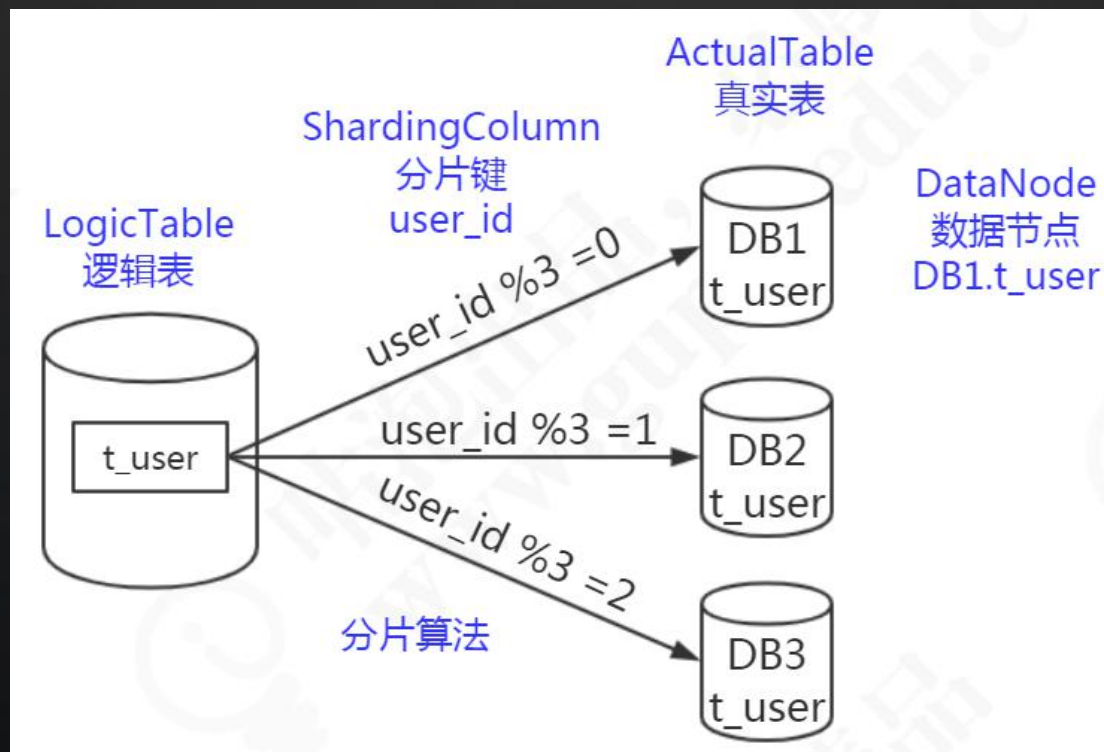 ActualTable
真实表
ShardingColumn
分片键
user_id
DataNode
数据节点
DB1.t_user
LogicTable
逻辑表
t_user
user_id %3 =0
DB1
t_user
user_id %3 =1
DB2
t_user
user_id %3 =2
DB3
t_user
分片算法